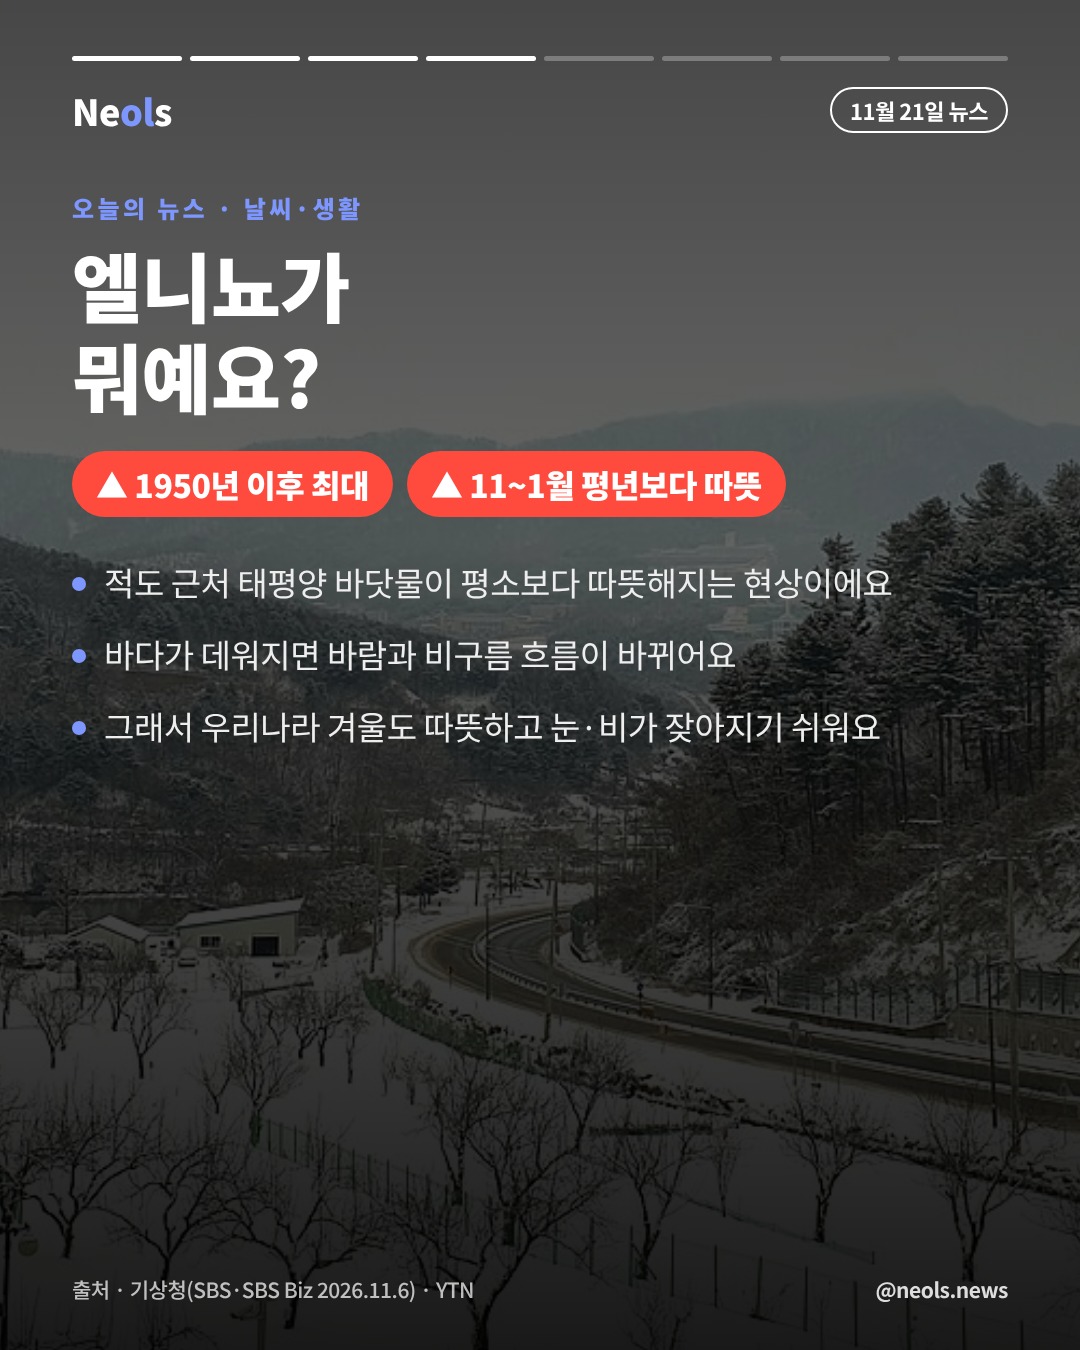 Neols
11월 21일 뉴스
오늘의 뉴스 · 날씨·생활
엘니뇨가
뭐예요?
▲ 1950년 이후 최대
▲ 11~1월 평년보다 따뜻
적도 근처 태평양 바닷물이 평소보다 따뜻해지는 현상이에요
바다가 데워지면 바람과 비구름 흐름이 바뀌어요
그래서 우리나라 겨울도 따뜻하고 눈·비가 잦아지기 쉬워요
출처 · 기상청(SBS·SBS Biz 2026.11.6) · YTN
@neols.news